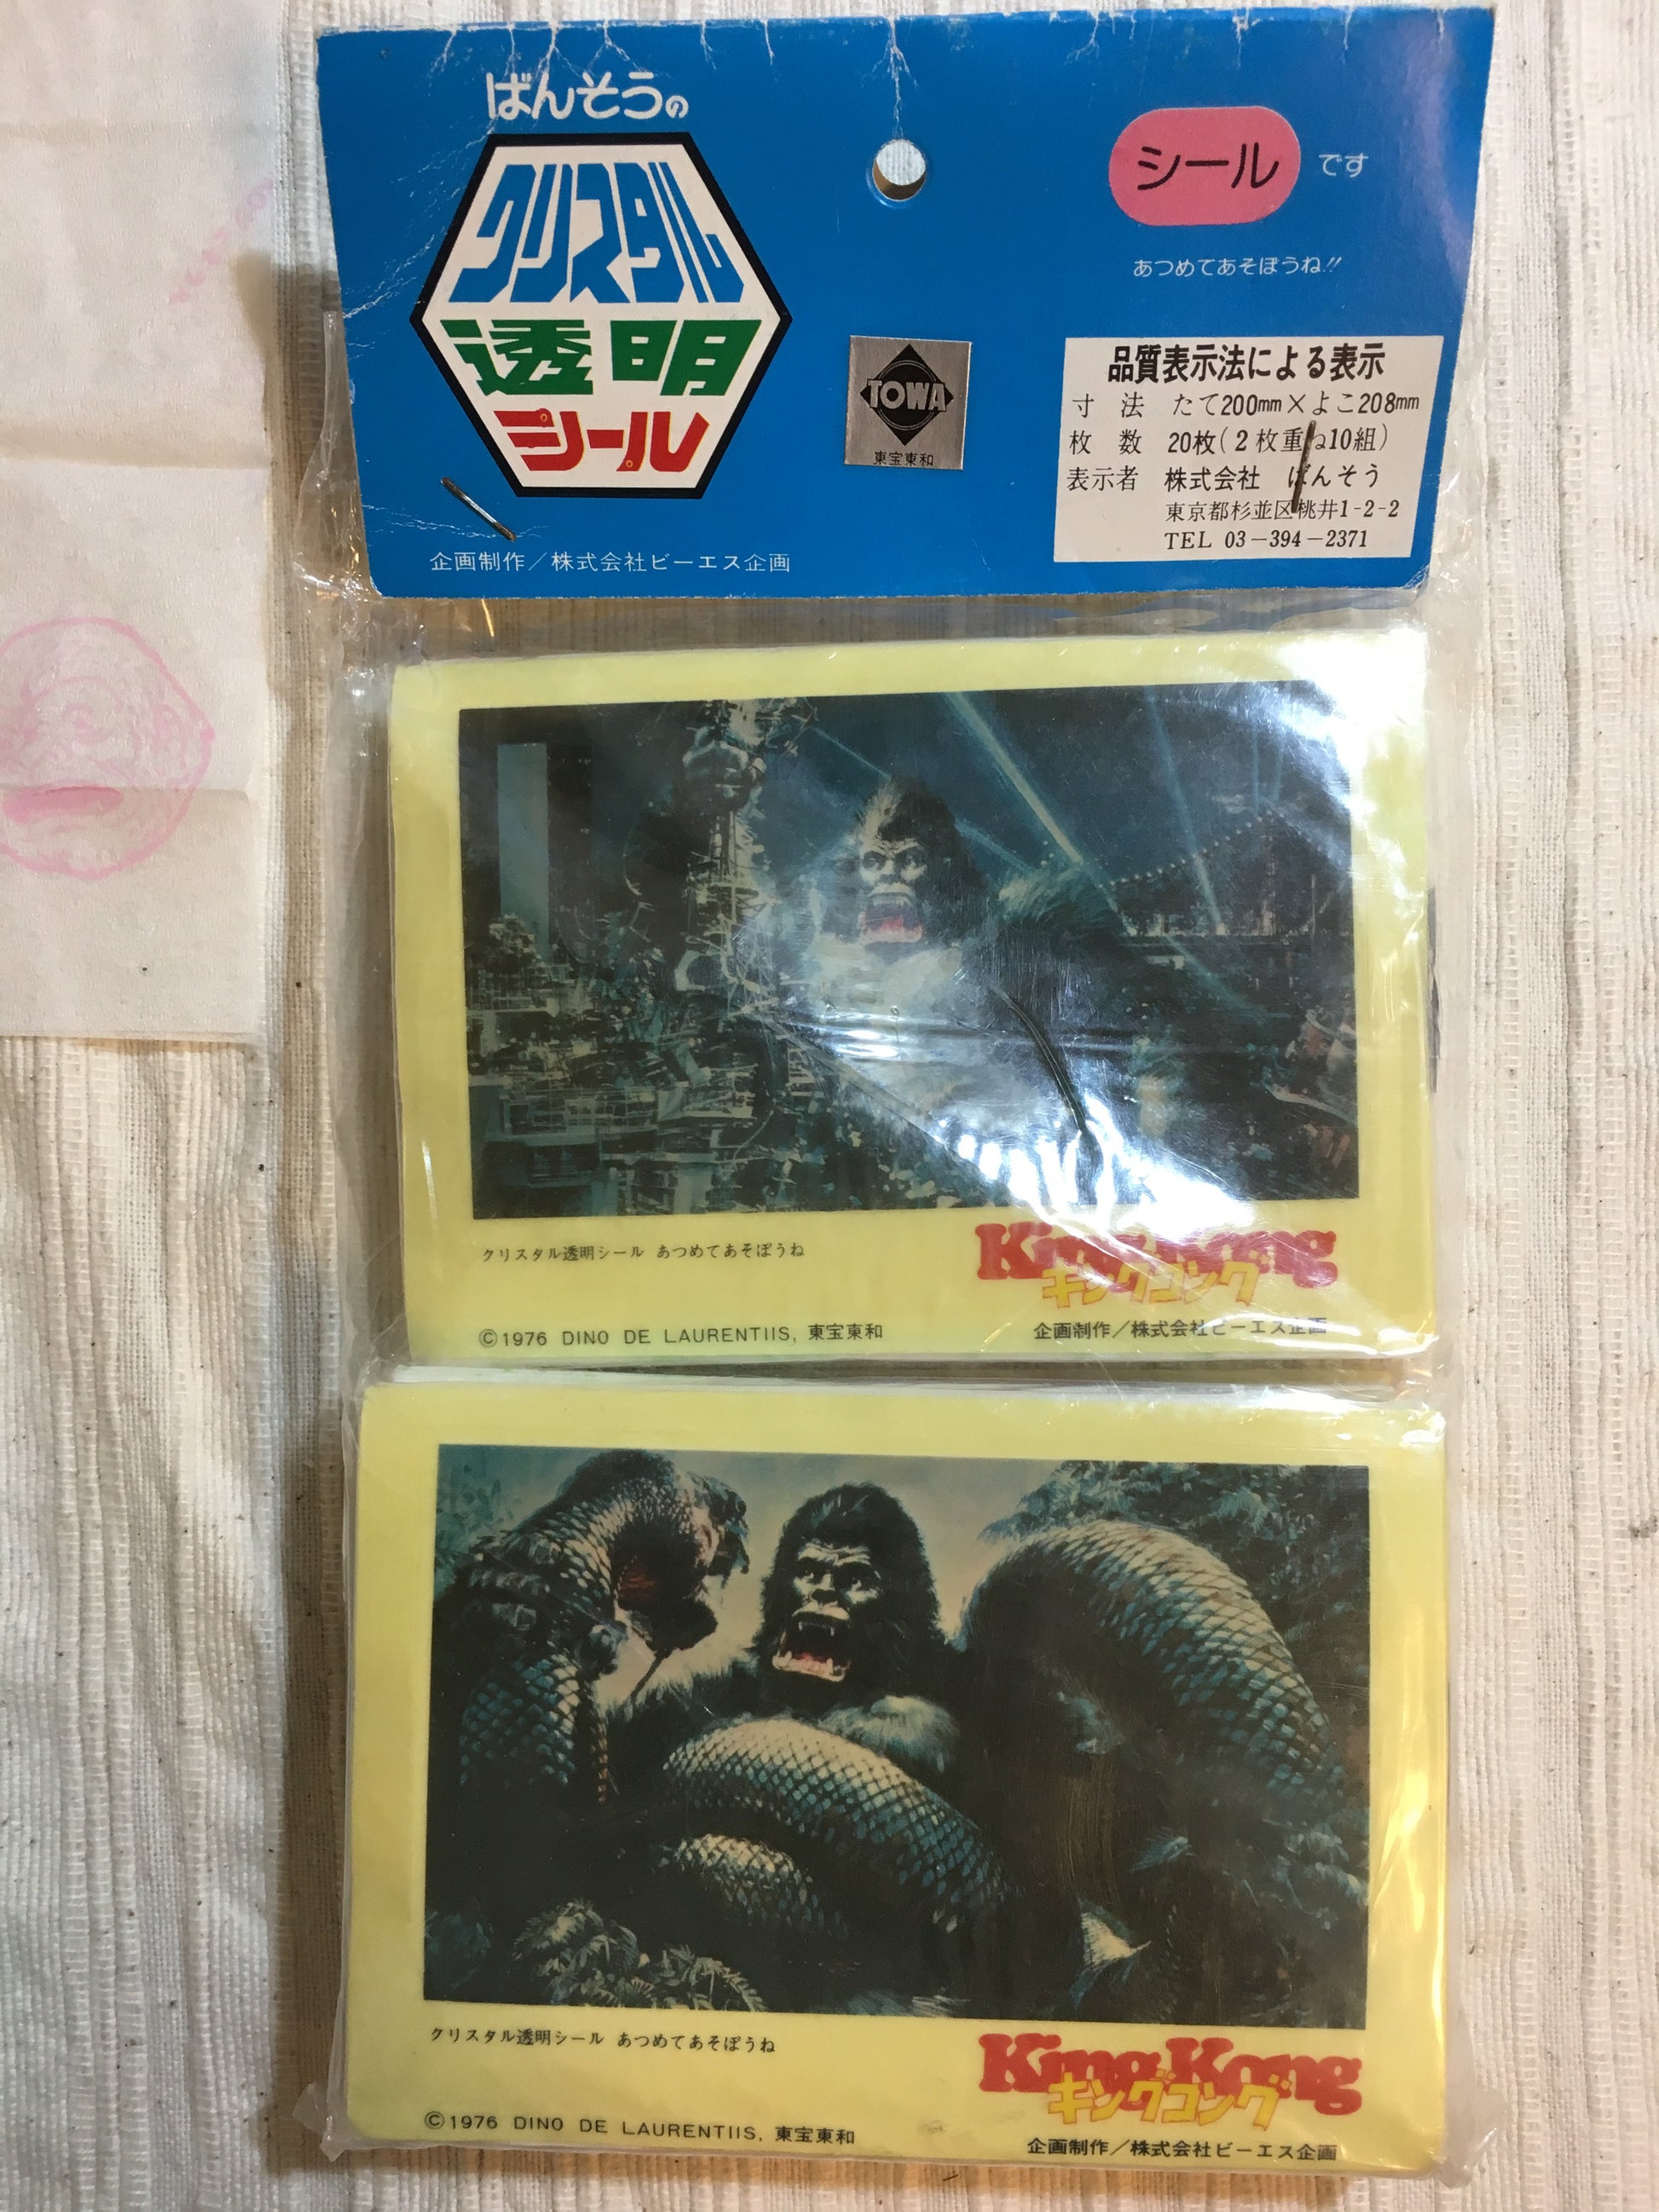 ばんそうの
クリスタル
透明
シール
企画制作／株式会社ビーエス企画
TOWA
東宝東和
シール です
あつめてあそぼうね!!
品質表示法による表示
寸 法 たて200mm×よこ208mm
枚 数 20枚(2枚重ね10組)
表示者 株式会社 ばんそう
東京都杉並区桃井1-2-2
TEL 03-394-2371
クリスタル透明シール あつめてあそぼうね
King Kong
キングコング
©1976 DINO DE LAURENTIIS, 東宝東和
企画制作／株式会社ビーエス企画
クリスタル透明シール あつめてあそぼうね
King Kong
キングコング
©1976 DINO DE LAURENTIIS, 東宝東和
企画制作／株式会社ビーエス企画